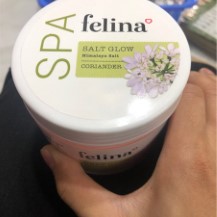 SPA
felina
SALT GLOW
Himalaya Salt
CORIANDER
felina